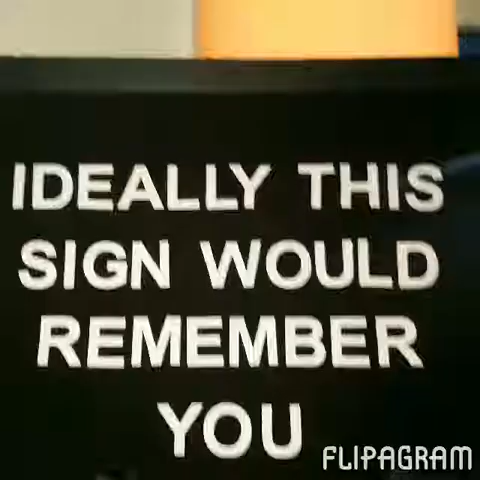 IDEALLY THIS
SIGN WOULD
REMEMBER
YOU
FLIPAGRAM